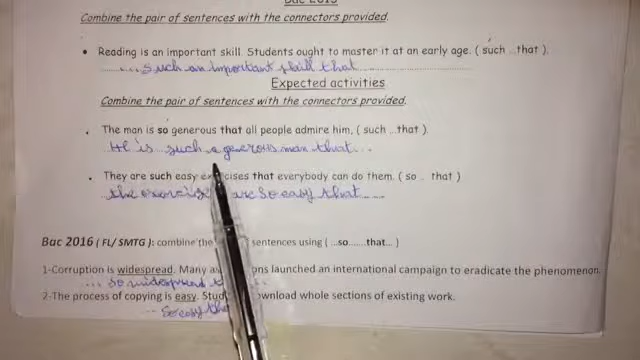 Bac 2015
Combine the pair of sentences with the connectors provided.
• Reading is an important skill. Students ought to master it at an early age. ( such ...that ).
....such an important skill that
Expected activities
Combine the pair of sentences with the connectors provided.
. The man is so generous that all people admire him, ( such ...that ).
He is such a generous man that...
. They are such easy exercises that everybody can do them. ( so .. that )
the exercises are so easy that.....
Bac 2016 ( FL/ SMTG ): combine the sentences using ( ...so.......that... )
1-Corruption is widespread. Many launched an international campaign to eradicate the phenomenon.
... so widespread
2-The process of copying is easy. download whole sections of existing work.
... so easy